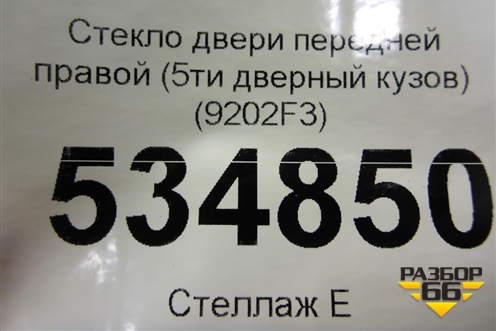 Стекло двери передней
правой (5ти дверный кузов)
(9202F3)
534850
Стеллаж Е
РАЗБОР
66